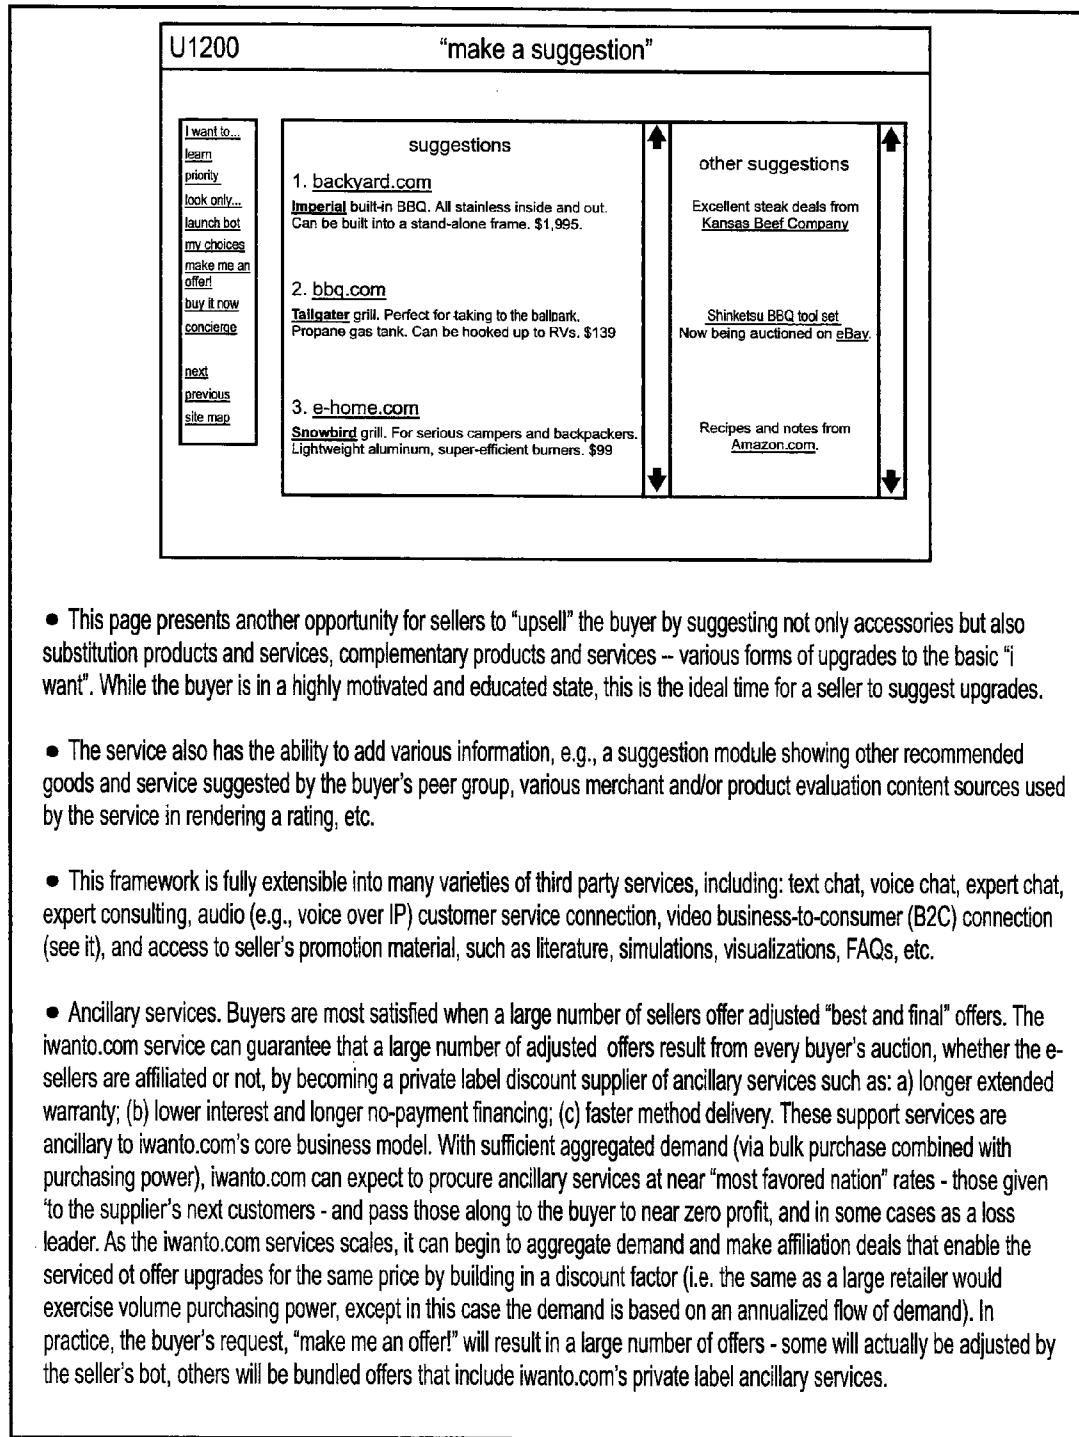 U1200
"make a suggestion"
I want to...
learn
priority
look only...
launch bot
my choices
make me an
offer!
buy it now
concierge
next
previous
site map
suggestions
1. backyard.com
Imperial built-in BBQ. All stainless inside and out.
Can be built into a stand-alone frame. $1,995.
2. bbq.com
Tailgater grill. Perfect for taking to the ballpark.
Propane gas tank. Can be hooked up to RVs. $139
3. e-home.com
Snowbird grill. For serious campers and backpackers.
Lightweight aluminum, super-efficient burners. $99
other suggestions
Excellent steak deals from
Kansas Beef Company
Shinketsu BBQ tool set
Now being auctioned on eBay.
Recipes and notes from
Amazon.com.
● This page presents another opportunity for sellers to "upsell" the buyer by suggesting not only accessories but also
substitution products and services, complementary products and services -- various forms of upgrades to the basic "i
want". While the buyer is in a highly motivated and educated state, this is the ideal time for a seller to suggest upgrades.
● The service also has the ability to add various information, e.g., a suggestion module showing other recommended
goods and service suggested by the buyer's peer group, various merchant and/or product evaluation content sources used
by the service in rendering a rating, etc.
● This framework is fully extensible into many varieties of third party services, including: text chat, voice chat, expert chat,
expert consulting, audio (e.g., voice over IP) customer service connection, video business-to-consumer (B2C) connection
(see it), and access to seller's promotion material, such as literature, simulations, visualizations, FAQs, etc.
● Ancillary services. Buyers are most satisfied when a large number of sellers offer adjusted "best and final" offers. The
iwanto.com service can guarantee that a large number of adjusted offers result from every buyer's auction, whether the e-
sellers are affiliated or not, by becoming a private label discount supplier of ancillary services such as: a) longer extended
warranty; (b) lower interest and longer no-payment financing; (c) faster method delivery. These support services are
ancillary to iwanto.com's core business model. With sufficient aggregated demand (via bulk purchase combined with
purchasing power), iwanto.com can expect to procure ancillary services at near "most favored nation" rates - those given
'to the supplier's next customers - and pass those along to the buyer to near zero profit, and in some cases as a loss
leader. As the iwanto.com services scales, it can begin to aggregate demand and make affiliation deals that enable the
serviced ot offer upgrades for the same price by building in a discount factor (i.e. the same as a large retailer would
exercise volume purchasing power, except in this case the demand is based on an annualized flow of demand). In
practice, the buyer's request, "make me an offer!" will result in a large number of offers - some will actually be adjusted by
the seller's bot, others will be bundled offers that include iwanto.com's private label ancillary services.